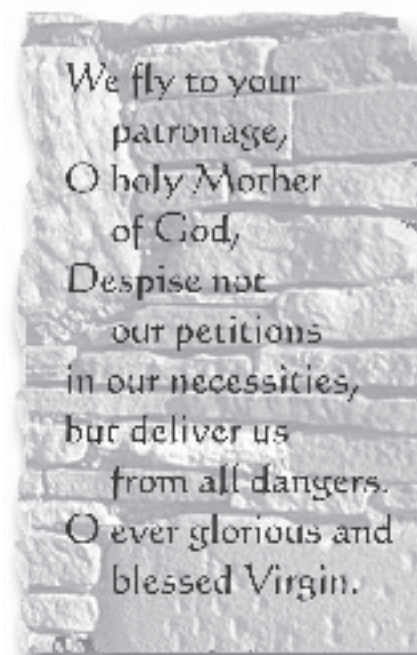 We fly to your
patronage,
O holy Mother
of God,
Despise not
our petitions
in our necessities,
but deliver us
from all dangers.
O ever glorious and
blessed Virgin.